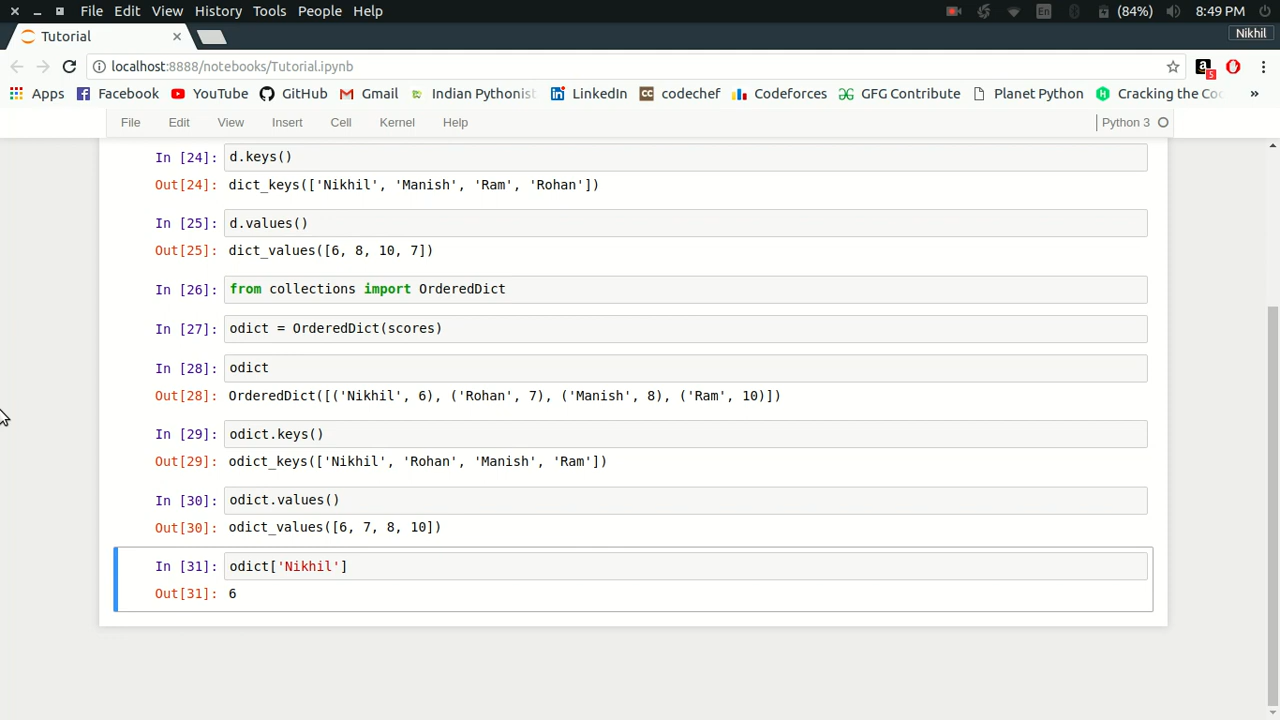 File Edit View History Tools People Help En (84%) 8:49 PM
Tutorial Nikhil
localhost:8888/notebooks/Tutorial.ipynb 5
Apps Facebook YouTube GitHub Gmail Indian Pythonist LinkedIn CC codechef Codeforces GFG Contribute Planet Python Cracking the Co »
File Edit View Insert Cell Kernel Help Python 3
In [24]: d.keys()
Out[24]: dict_keys(['Nikhil', 'Manish', 'Ram', 'Rohan'])
In [25]: d.values()
Out[25]: dict_values([6, 8, 10, 7])
In [26]: from collections import OrderedDict
In [27]: odict = OrderedDict(scores)
In [28]: odict
Out[28]: OrderedDict([('Nikhil', 6), ('Rohan', 7), ('Manish', 8), ('Ram', 10)])
In [29]: odict.keys()
Out[29]: odict_keys(['Nikhil', 'Rohan', 'Manish', 'Ram'])
In [30]: odict.values()
Out[30]: odict_values([6, 7, 8, 10])
In [31]: odict['Nikhil']
Out[31]: 6